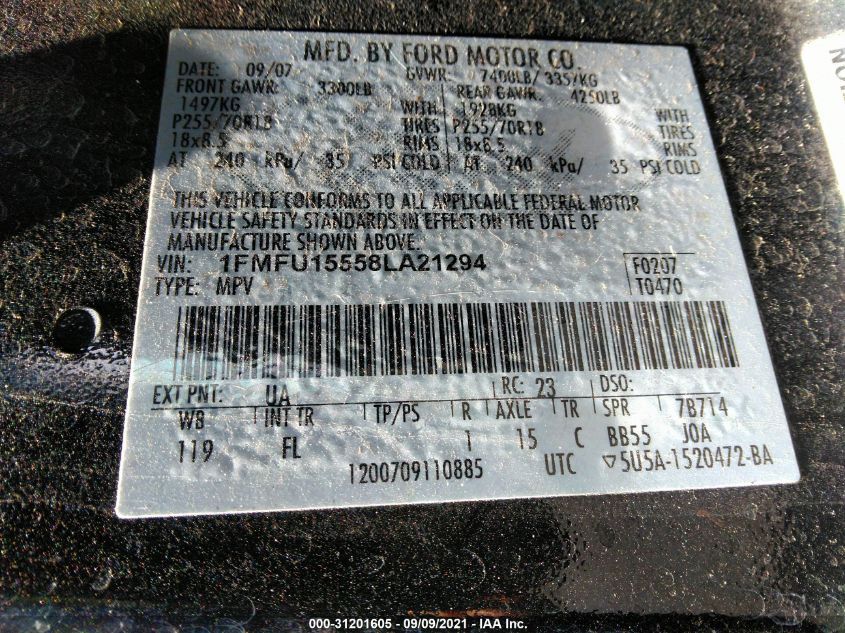 MFD. BY FORD MOTOR CO.
DATE: 09/07 GVWR: 7400LB/ 3357KG
FRONT GAWR: 3300LB REAR GAWR: 4250LB
1497KG WITH 1928KG WITH
P255/70R18 TIRES P255/70R18 TIRES
18x8.5 RIMS 18x8.5 RIMS
AT 240 kPa/ 35 PSI COLD AT 240 kPa/ 35 PSI COLD
THIS VEHICLE CONFORMS TO ALL APPLICABLE FEDERAL MOTOR
VEHICLE SAFETY STANDARDS IN EFFECT ON THE DATE OF
MANUFACTURE SHOWN ABOVE.
VIN: 1FMFU15558LA21294 F0207
TYPE: MPV T0470
EXT PNT: UA RC: 23 DSO:
WB INT TR TP/PS R AXLE TR SPR 7B714
119 FL 1 15 C BB55 JOA
1200709110885 UTC ▽5U5A-1520472-BA
000-31201605 - 09/09/2021 - IAA Inc.